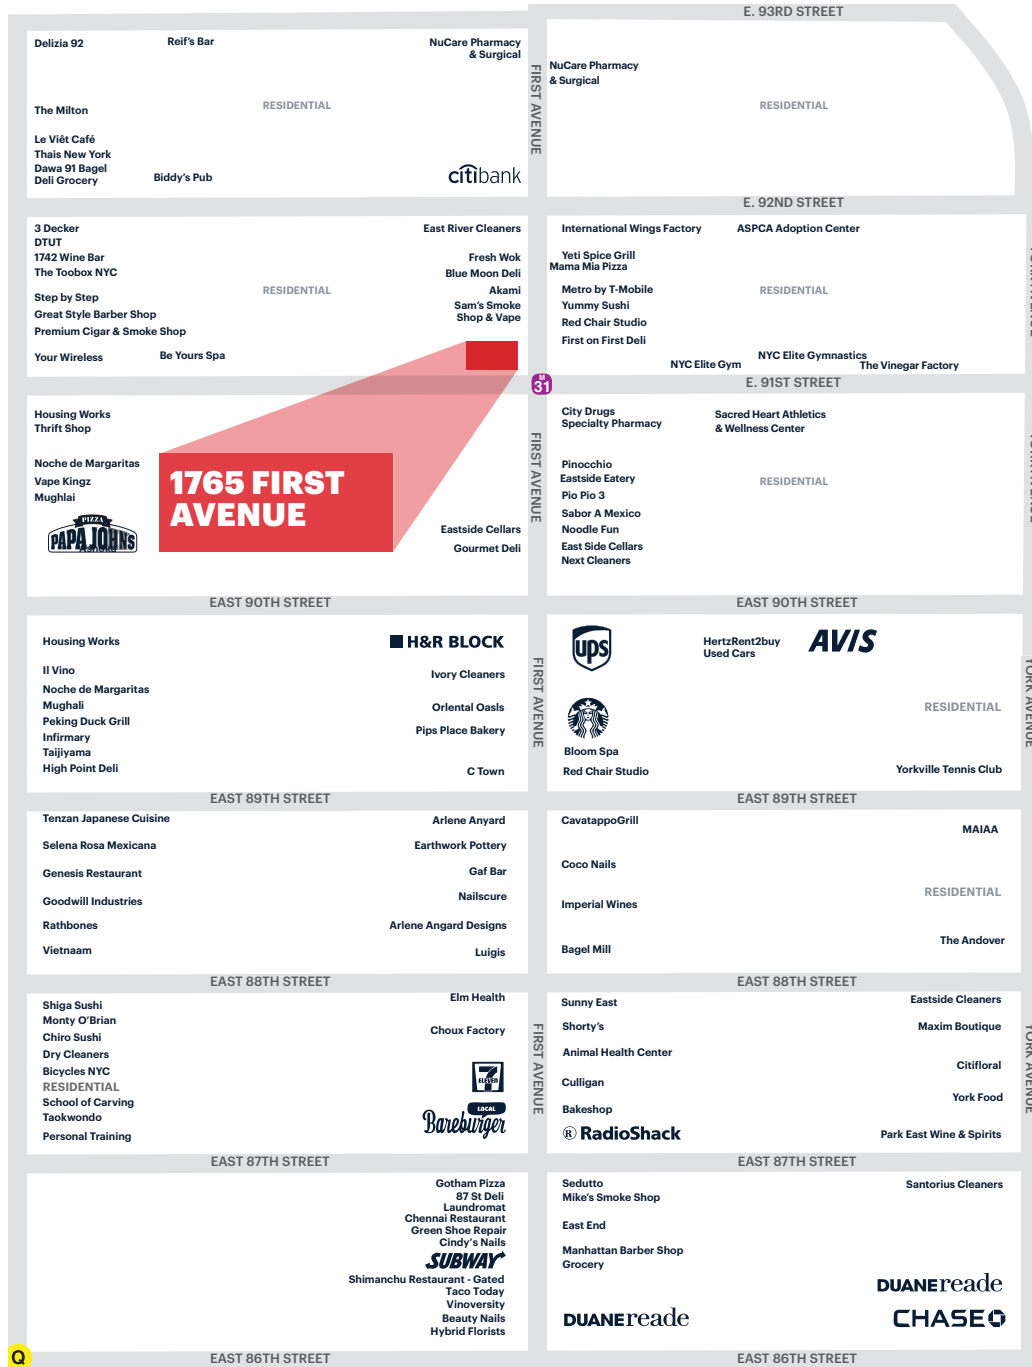 E. 93RD STREET
Delizia 92
Reif's Bar
NuCare Pharmacy
& Surgical
The Milton
RESIDENTIAL
Le Viêt Café
Thais New York
Dawa 91 Bagel
Deli Grocery
Biddy's Pub
citibank
FIRST AVENUE
NuCare Pharmacy
& Surgical
RESIDENTIAL
E. 92ND STREET
3 Decker
DTUT
1742 Wine Bar
The Toobox NYC
Step by Step
Great Style Barber Shop
Premium Cigar & Smoke Shop
Your Wireless
Be Yours Spa
RESIDENTIAL
East River Cleaners
Fresh Wok
Blue Moon Deli
Akami
Sam's Smoke
Shop & Vape
International Wings Factory
ASPCA Adoption Center
Yeti Spice Grill
Mama Mia Pizza
Metro by T-Mobile
Yummy Sushi
Red Chair Studio
First on First Deli
RESIDENTIAL
NYC Elite Gym
NYC Elite Gymnastics
The Vinegar Factory
M
31
E. 91ST STREET
Housing Works
Thrift Shop
Noche de Margaritas
Vape Kingz
Mughlai
PIZZA
PAPA JOHNS
Ashoka
1765 FIRST
AVENUE
Eastside Cellars
Gourmet Deli
FIRST AVENUE
City Drugs
Specialty Pharmacy
Sacred Heart Athletics
& Wellness Center
Pinocchio
Eastside Eatery
Pio Pio 3
Sabor A Mexico
Noodle Fun
East Side Cellars
Next Cleaners
RESIDENTIAL
EAST 90TH STREET
EAST 90TH STREET
Housing Works
Il Vino
Noche de Margaritas
Mughali
Peking Duck Grill
Infirmary
Taijiyama
High Point Deli
H&R BLOCK
Ivory Cleaners
Orlental Oasls
Pips Place Bakery
C Town
FIRST AVENUE
ups
HertzRent2buy
Used Cars
AVIS
RESIDENTIAL
Bloom Spa
Red Chair Studio
Yorkville Tennis Club
YORK AVENUE
EAST 89TH STREET
EAST 89TH STREET
Tenzan Japanese Cuisine
Selena Rosa Mexicana
Genesis Restaurant
Goodwill Industries
Rathbones
Vietnaam
Arlene Anyard
Earthwork Pottery
Gaf Bar
Nailscure
Arlene Angard Designs
Luigis
CavatappoGrill
Coco Nails
Imperial Wines
Bagel Mill
MAIAA
RESIDENTIAL
The Andover
EAST 88TH STREET
EAST 88TH STREET
Shiga Sushi
Monty O'Brian
Chiro Sushi
Dry Cleaners
Bicycles NYC
RESIDENTIAL
School of Carving
Taokwondo
Personal Training
Elm Health
Choux Factory
7
ELEVEN
LOCAL
Bareburger
FIRST AVENUE
Sunny East
Shorty's
Animal Health Center
Culligan
Bakeshop
® RadioShack
Eastside Cleaners
Maxim Boutique
Citifloral
York Food
Park East Wine & Spirits
YORK AVENUE
EAST 87TH STREET
EAST 87TH STREET
Gotham Pizza
87 St Deli
Laundromat
Chennai Restaurant
Green Shoe Repair
Cindy's Nails
SUBWAY
Shimanchu Restaurant - Gated
Taco Today
Vinoversity
Beauty Nails
Hybrid Florists
Sedutto
Mike's Smoke Shop
East End
Manhattan Barber Shop
Grocery
DUANEreade
Santorius Cleaners
DUANEreade
CHASE
Q
EAST 86TH STREET
EAST 86TH STREET